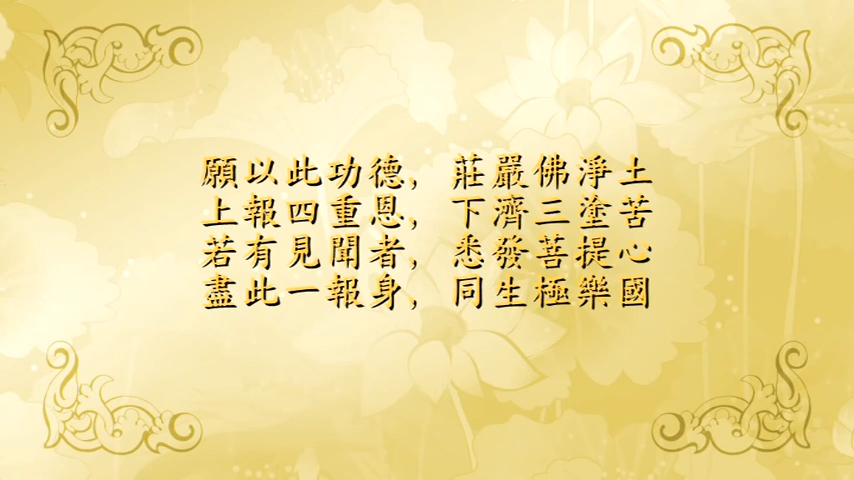 願以此功德, 莊嚴佛淨土
上報四重恩, 下濟三塗苦
若有見聞者, 悉發菩提心
盡此一報身, 同生極樂國